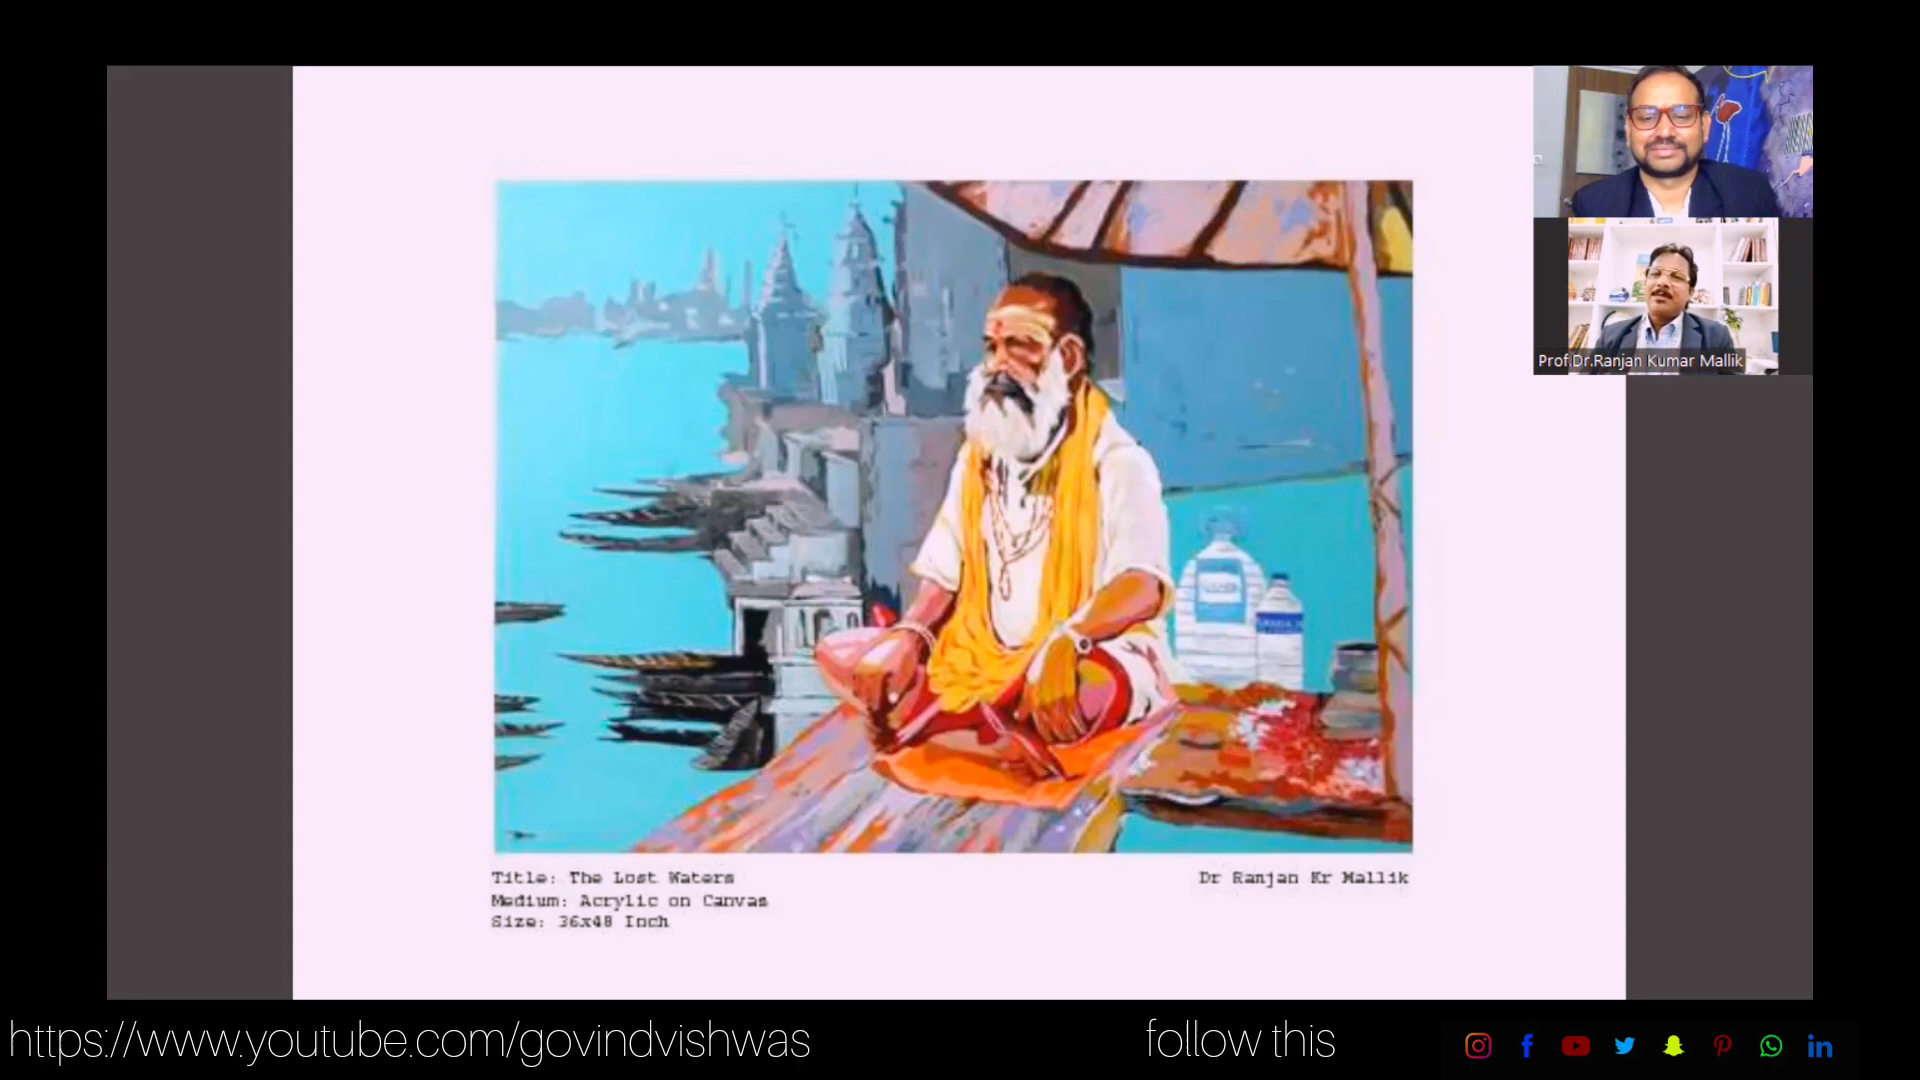 Prof.Dr.Ranjan Kumar Mallik
Title: The Lost Waters
Dr Ranjan Kr Mallik
Medium: Acrylic on Canvas
Size: 36x48 Inch
https://www.youtube.com/govindvishwas
follow this